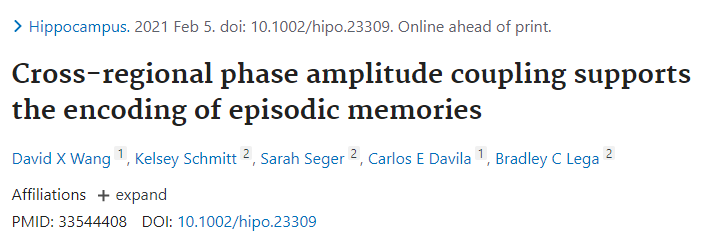 Hippocampus. 2021 Feb 5. doi: 10.1002/hipo.23309. Online ahead of print.
Cross-regional phase amplitude coupling supports
the encoding of episodic memories
David X Wang 1, Kelsey Schmitt 2, Sarah Seger 2, Carlos E Davila 1, Bradley C Lega 2
Affiliations + expand
PMID: 33544408 DOI: 10.1002/hipo.23309